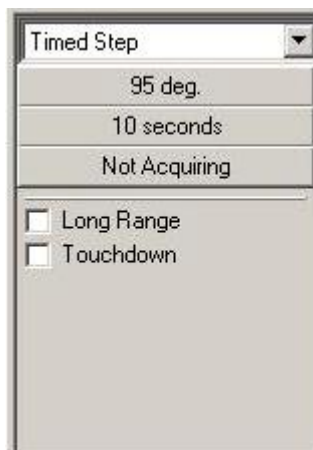 Timed Step
95 deg.
10 seconds
Not Acquiring
Long Range
Touchdown